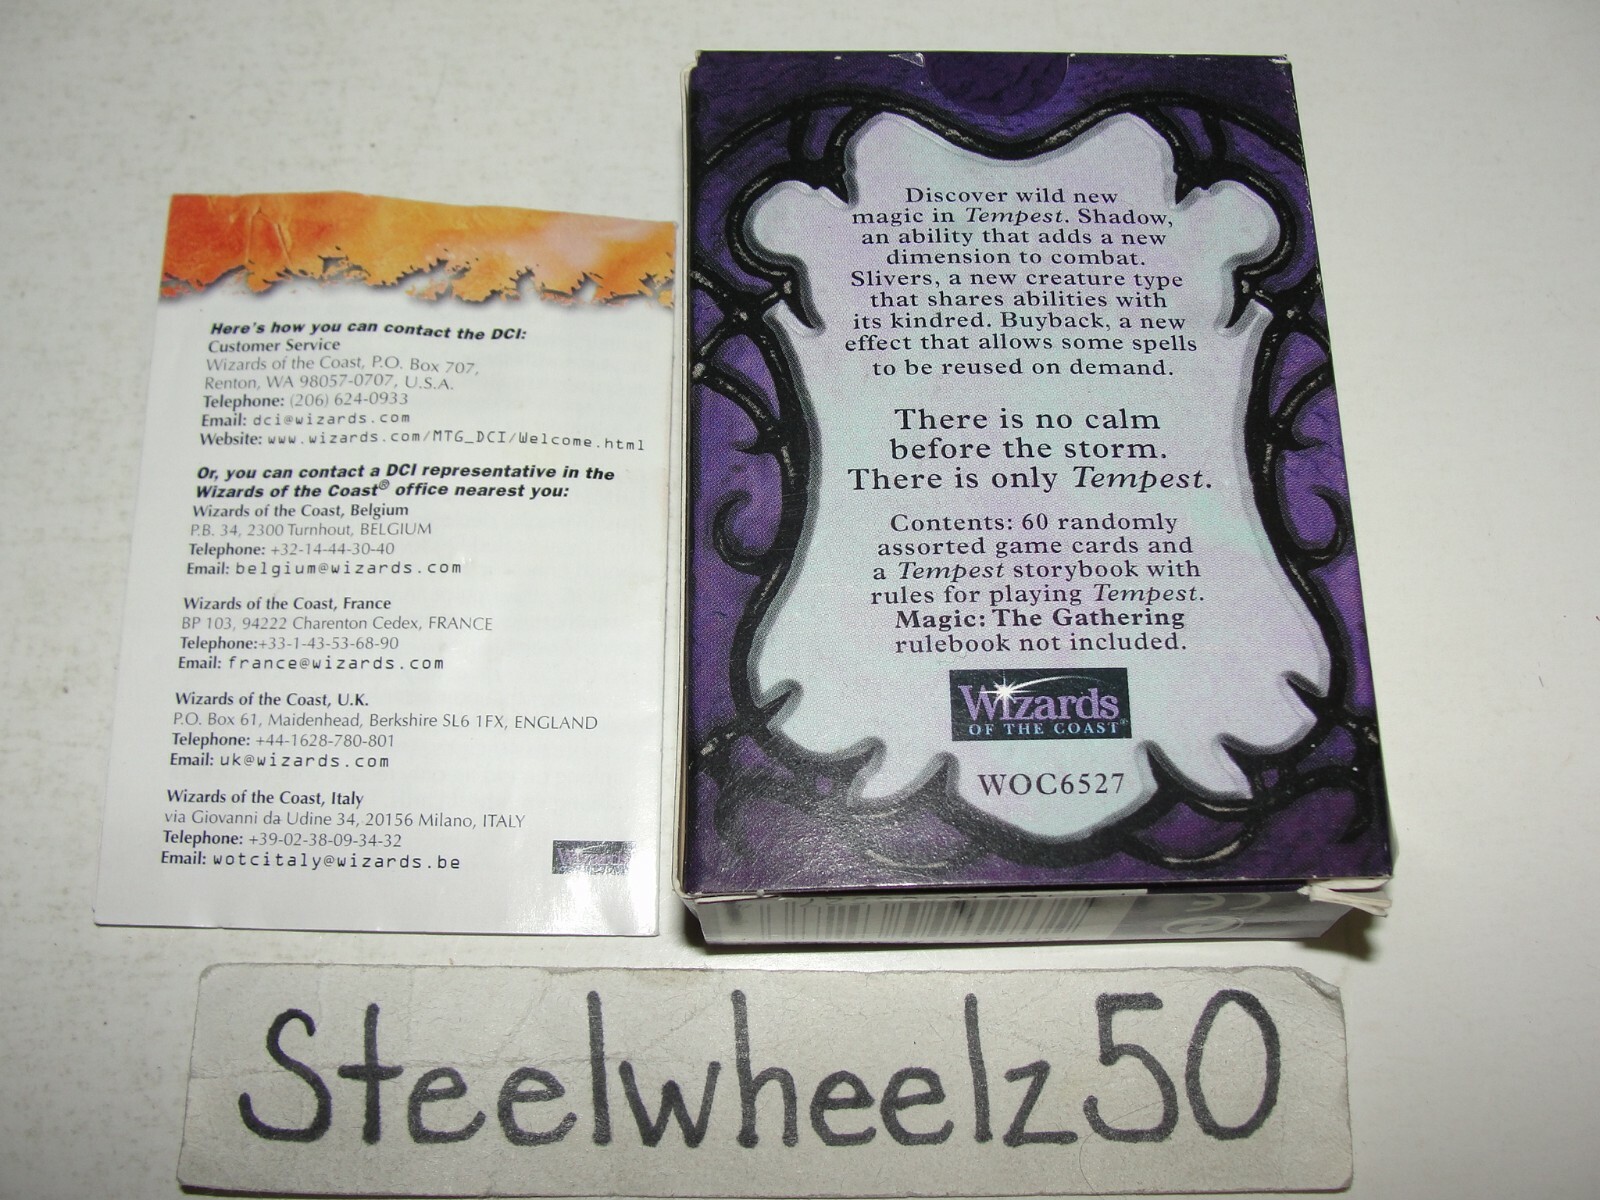 Here's how you can contact the DCI:
Customer Service
Wizards of the Coast, P.O. Box 707,
Renton, WA 98057-0707, U.S.A.
Telephone: (206) 624-0933
Email: dci@wizards.com
Website: www.wizards.com/MTG_DCI/Welcome.html
Or, you can contact a DCI representative in the
Wizards of the Coast® office nearest you:
Wizards of the Coast, Belgium
P.B. 34, 2300 Turnhout, BELGIUM
Telephone: +32-14-44-30-40
Email: belgium@wizards.com
Wizards of the Coast, France
BP 103, 94222 Charenton Cedex, FRANCE
Telephone:+33-1-43-53-68-90
Email: france@wizards.com
Wizards of the Coast, U.K.
P.O. Box 61, Maidenhead, Berkshire SL6 1FX, ENGLAND
Telephone: +44-1628-780-801
Email: uk@wizards.com
Wizards of the Coast, Italy
via Giovanni da Udine 34, 20156 Milano, ITALY
Telephone: +39-02-38-09-34-32
Email: wotcitaly@wizards.be
Discover wild new
magic in Tempest. Shadow,
an ability that adds a new
dimension to combat.
Slivers, a new creature type
that shares abilities with
its kindred. Buyback, a new
effect that allows some spells
to be reused on demand.
There is no calm
before the storm.
There is only Tempest.
Contents: 60 randomly
assorted game cards and
a Tempest storybook with
rules for playing Tempest.
Magic: The Gathering
rulebook not included.
Wizards
OF THE COAST®
WOC6527
Steelwheelz50